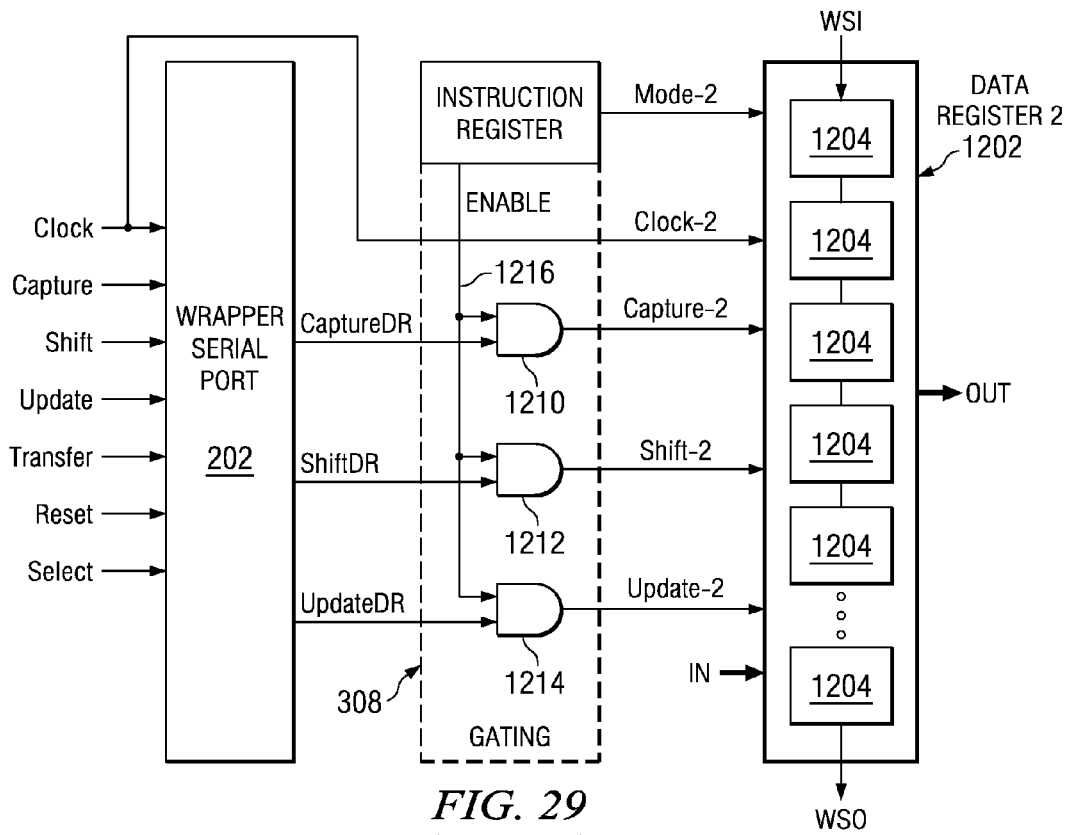 WSI
INSTRUCTION
REGISTER
Mode-2
DATA
REGISTER 2
1202
1204
ENABLE
Clock
Clock-2
1204
Capture
1216
WRAPPER
SERIAL
PORT
CaptureDR
Capture-2
1204
Shift
1210
Update
OUT
Transfer
202
ShiftDR
Shift-2
1204
Reset
1212
1204
Select
UpdateDR
Update-2
1214
IN
1204
308
GATING
FIG. 29
WSO